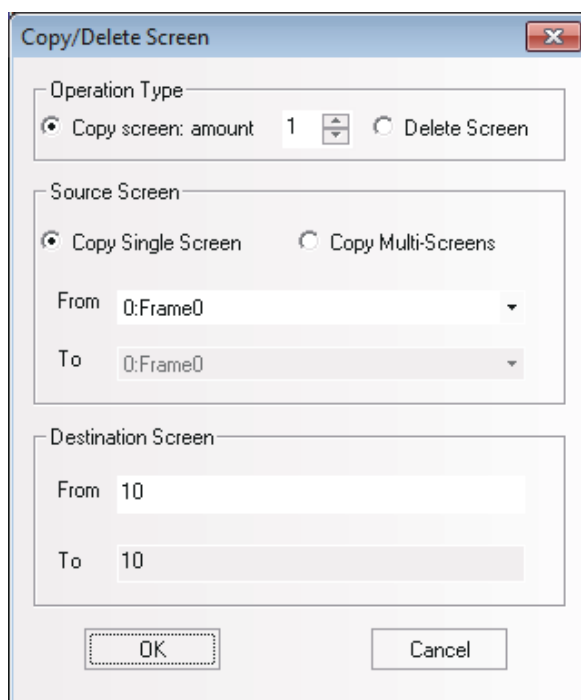 Copy/Delete Screen
Operation Type
Copy screen: amount 1 Delete Screen
Source Screen
Copy Single Screen Copy Multi-Screens
From 0:Frame0
To 0:Frame0
Destination Screen
From 10
To 10
OK Cancel